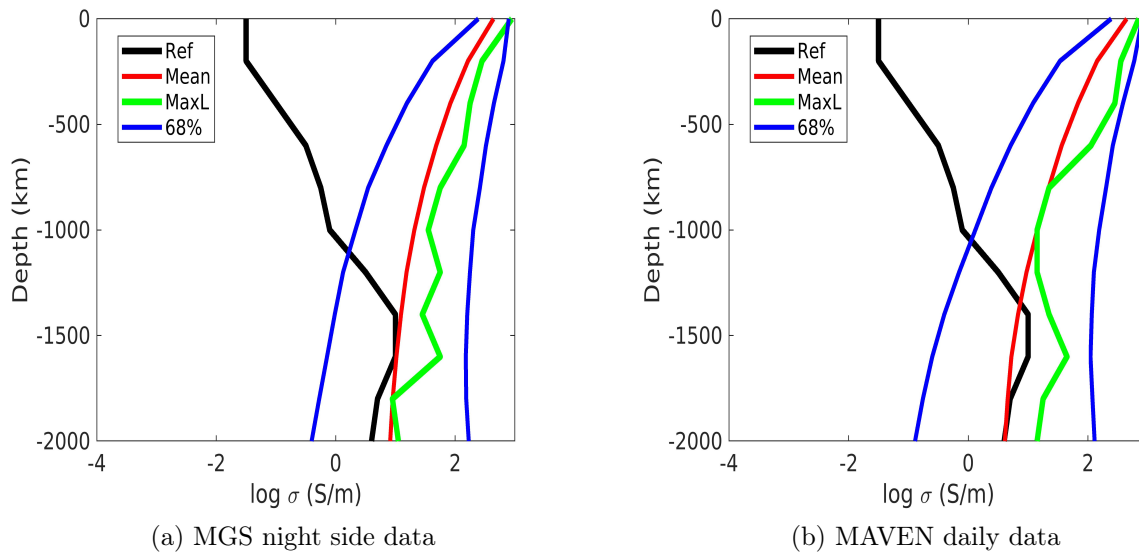 0
-500
-1000
-1500
-2000
Depth (km)
Ref
Mean
MaxL
68%
-4
-2
0
2
log σ (S/m)
(a) MGS night side data
0
-500
-1000
-1500
-2000
Depth (km)
Ref
Mean
MaxL
68%
-4
-2
0
2
log σ (S/m)
(b) MAVEN daily data